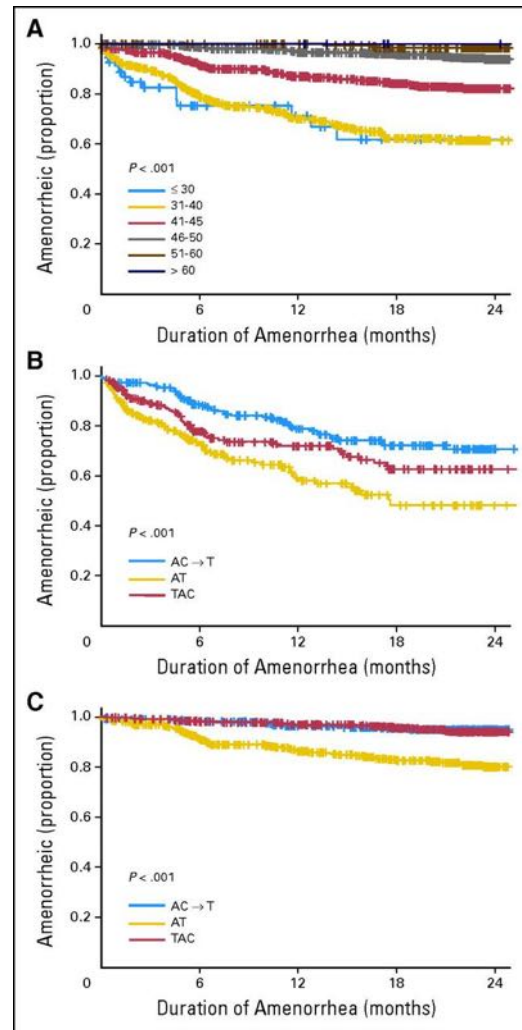 A
Amenorrheic (proportion)
1.0
0.8
0.6
0.4
0.2
P < .001
≤ 30
31-40
41-45
46-50
51-60
> 60
0 6 12 18 24
Duration of Amenorrhea (months)
B
Amenorrheic (proportion)
1.0
0.8
0.6
0.4
0.2
P < .001
AC → T
AT
TAC
0 6 12 18 24
Duration of Amenorrhea (months)
C
Amenorrheic (proportion)
1.0
0.8
0.6
0.4
0.2
P < .001
AC → T
AT
TAC
0 6 12 18 24
Duration of Amenorrhea (months)